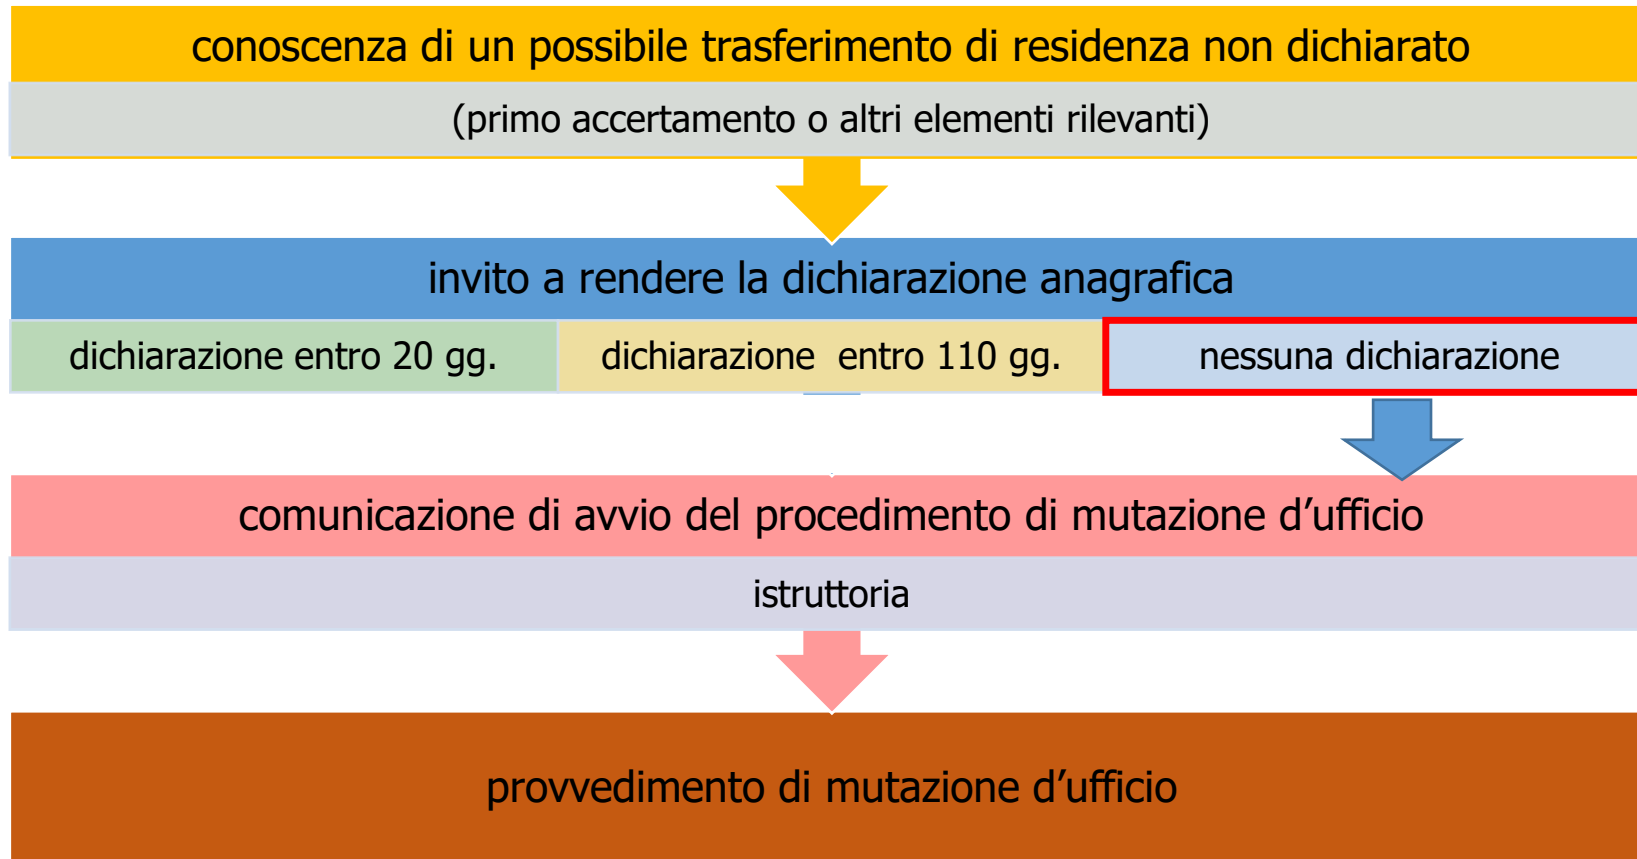 conoscenza di un possibile trasferimento di residenza non dichiarato
(primo accertamento o altri elementi rilevanti)
invito a rendere la dichiarazione anagrafica
dichiarazione entro 20 gg.
dichiarazione entro 110 gg.
nessuna dichiarazione
comunicazione di avvio del procedimento di mutazione d’ufficio
istruttoria
provvedimento di mutazione d’ufficio